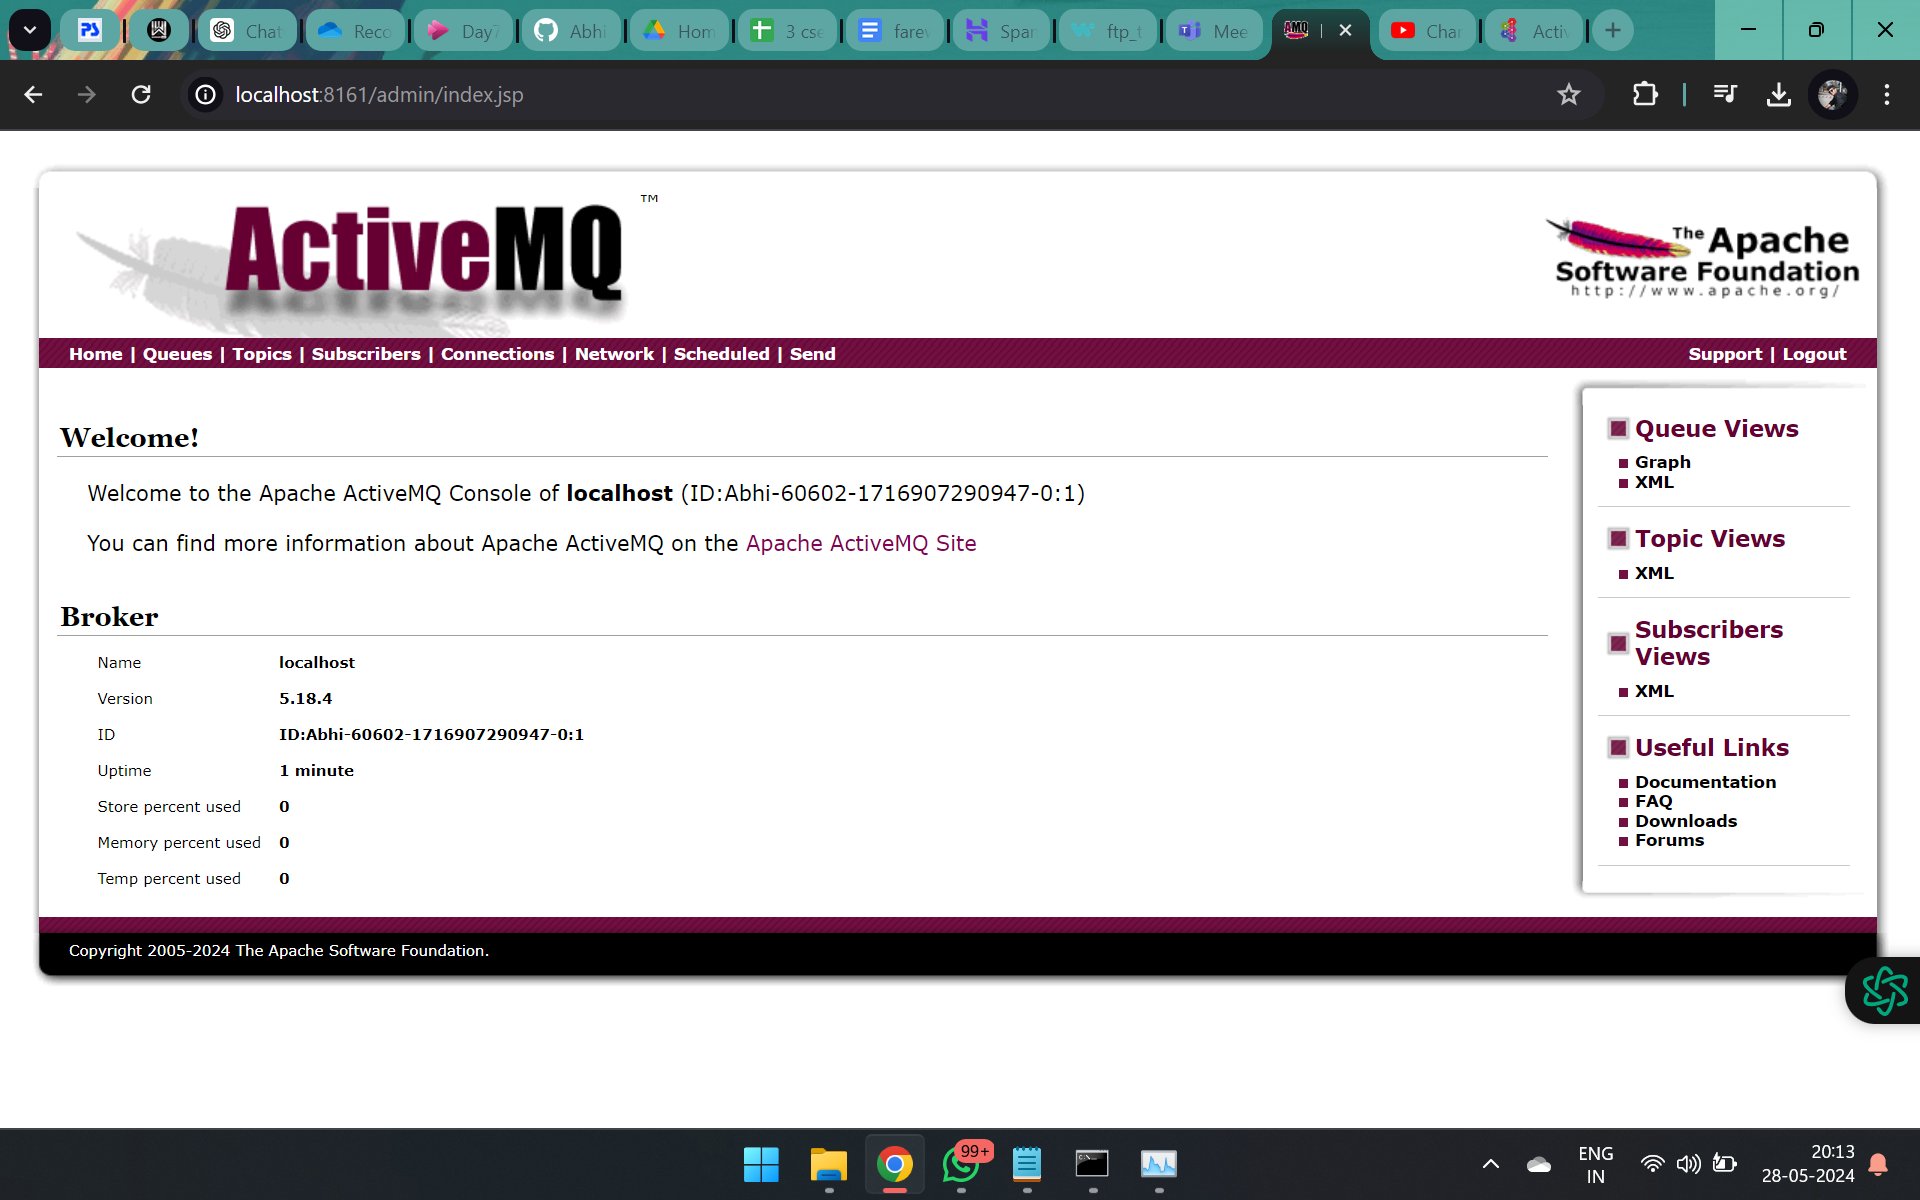 PS
Chat
Reco
Day7
Abhi
Hom
3 cse
fare
Spar
ftp_t
Mee
AMQ
Char
Activ
localhost:8161/admin/index.jsp
ActiveMQ ™
The Apache
Software Foundation
http://www.apache.org/
Home | Queues | Topics | Subscribers | Connections | Network | Scheduled | Send
Support | Logout
Welcome!
Welcome to the Apache ActiveMQ Console of localhost (ID:Abhi-60602-1716907290947-0:1)
You can find more information about Apache ActiveMQ on the Apache ActiveMQ Site
Broker
Name localhost
Version 5.18.4
ID ID:Abhi-60602-1716907290947-0:1
Uptime 1 minute
Store percent used 0
Memory percent used 0
Temp percent used 0
Queue Views
Graph
XML
Topic Views
XML
Subscribers
Views
XML
Useful Links
Documentation
FAQ
Downloads
Forums
Copyright 2005-2024 The Apache Software Foundation.
99+
ENG
IN
20:13
28-05-2024